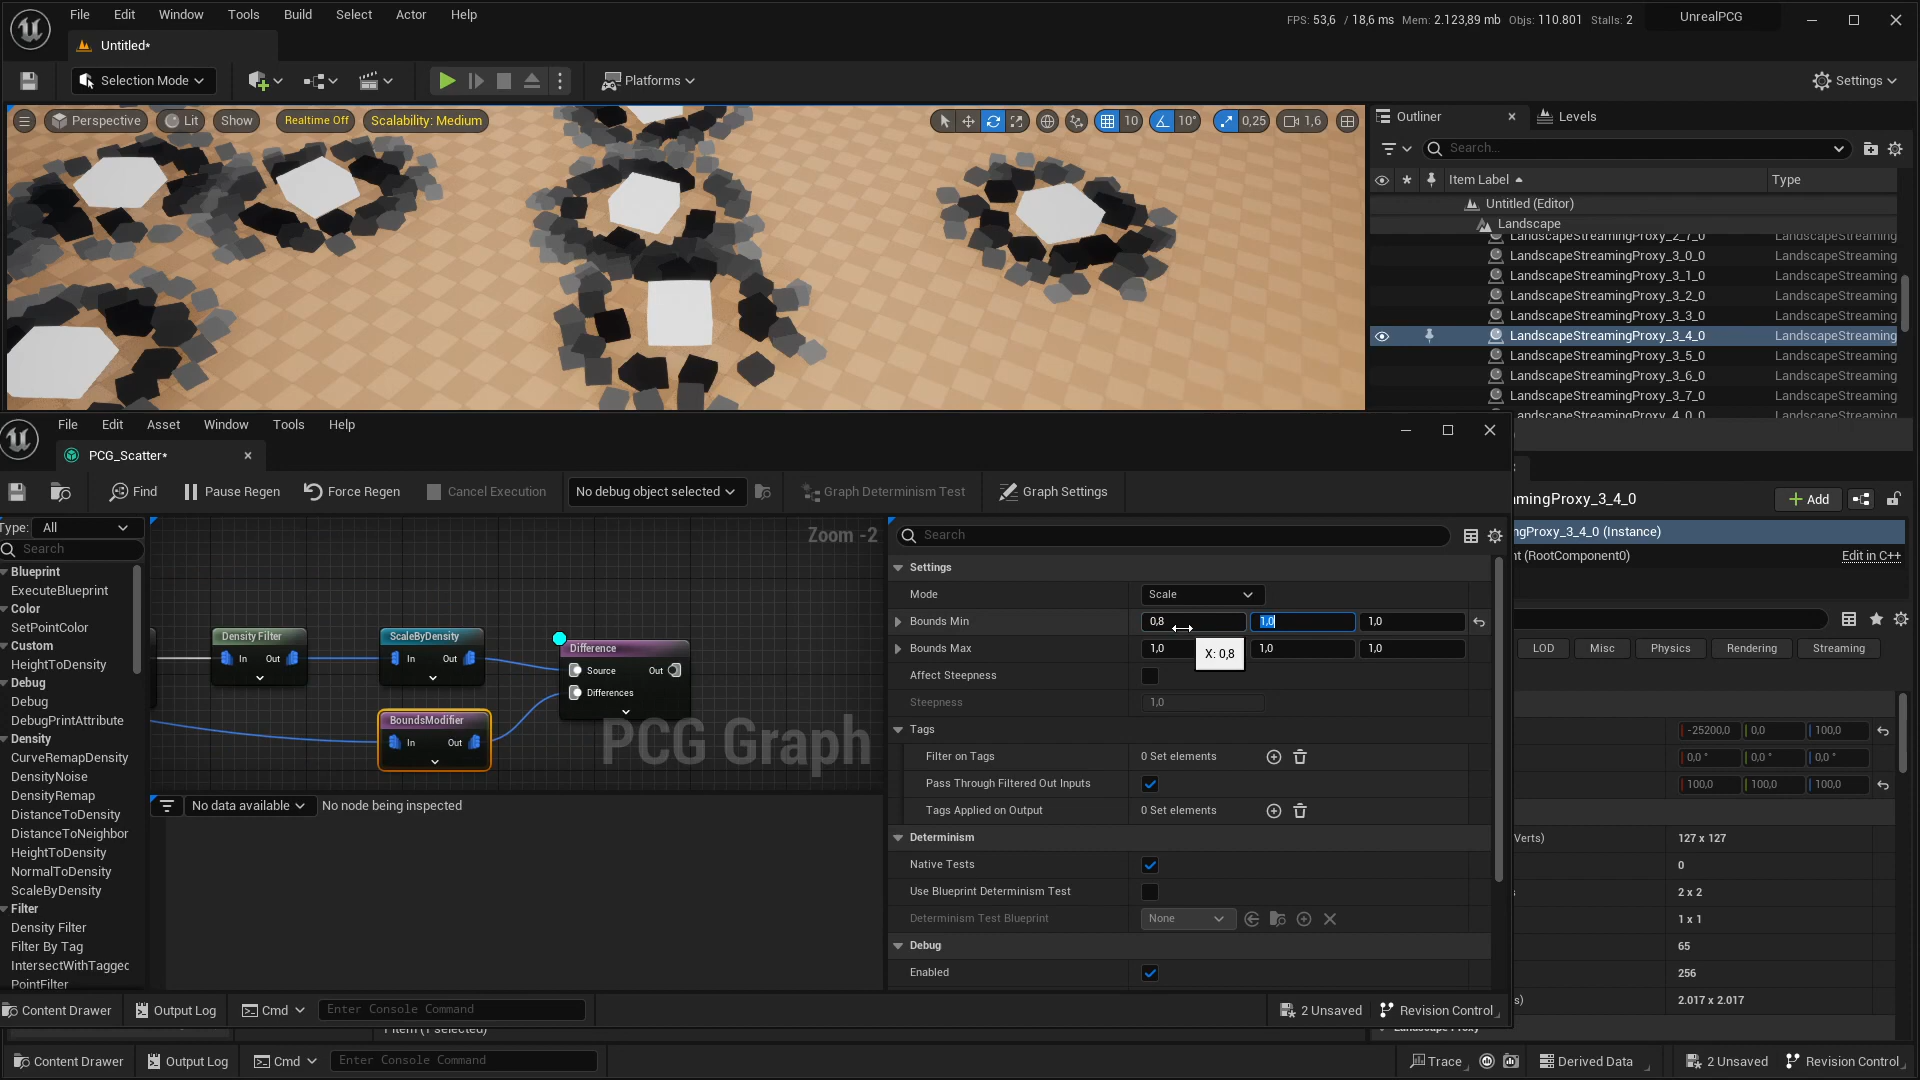 File Edit Window Tools Build Select Actor Help
FPS: 53,6 / 18,6 ms Mem: 2.123,89 mb Objs: 110.801 Stalls: 2
UnrealPCG
Untitled*
Selection Mode
Platforms
Settings
Perspective Lit Show Realtime Off Scalability: Medium
10 10° 0,25 1,6
Outliner
Levels
Search...
Item Label Type
Untitled (Editor)
Landscape
LandscapeStreamingProxy_2_7_0 LandscapeStreaming
LandscapeStreamingProxy_3_0_0 LandscapeStreaming
LandscapeStreamingProxy_3_1_0 LandscapeStreaming
LandscapeStreamingProxy_3_2_0 LandscapeStreaming
LandscapeStreamingProxy_3_3_0 LandscapeStreaming
LandscapeStreamingProxy_3_4_0 LandscapeStreaming
LandscapeStreamingProxy_3_5_0 LandscapeStreaming
LandscapeStreamingProxy_3_6_0 LandscapeStreaming
LandscapeStreamingProxy_3_7_0 LandscapeStreaming
LandscapeStreamingProxy_4_0_0 LandscapeStreaming
File Edit Asset Window Tools Help
PCG_Scatter*
Find Pause Regen Force Regen Cancel Execution No debug object selected Graph Determinism Test Graph Settings
Type: All
Search
Blueprint
ExecuteBlueprint
Color
SetPointColor
Custom
HeightToDensity
Debug
Debug
DebugPrintAttribute
Density
CurveRemapDensity
DensityNoise
DensityRemap
DistanceToDensity
DistanceToNeighbor
HeightToDensity
NormalToDensity
ScaleByDensity
Filter
Density Filter
Filter By Tag
IntersectWithTagged
PointFilter
Zoom -2
Density Filter
In Out
ScaleByDensity
In Out
Difference
Source Out
Differences
BoundsModifier
In Out
PCG Graph
No data available No node being inspected
Search
Settings
Mode Scale
Bounds Min 0,8 1,0 1,0
Bounds Max 1,0 1,0 1,0
X: 0,8
Affect Steepness
Steepness 1,0
Tags
Filter on Tags 0 Set elements
Pass Through Filtered Out Inputs
Tags Applied on Output 0 Set elements
Determinism
Native Tests
Use Blueprint Determinism Test
Determinism Test Blueprint None
Debug
Enabled
mingProxy_3_4_0
Add
ngProxy_3_4_0 (Instance)
nt (RootComponent0) Edit in C++
LOD Misc Physics Rendering Streaming
-25200,0 0,0 100,0
0,0 ° 0,0 ° 0,0 °
100,0 100,0 100,0
Verts) 127 x 127
0
s 2 x 2
1 x 1
65
256
s) 2.017 x 2.017
Landscape Proxy
Content Drawer Output Log Cmd Enter Console Command 2 Unsaved Revision Control
1 item (1 selected)
Content Drawer Output Log Cmd Enter Console Command Trace Derived Data 2 Unsaved Revision Control